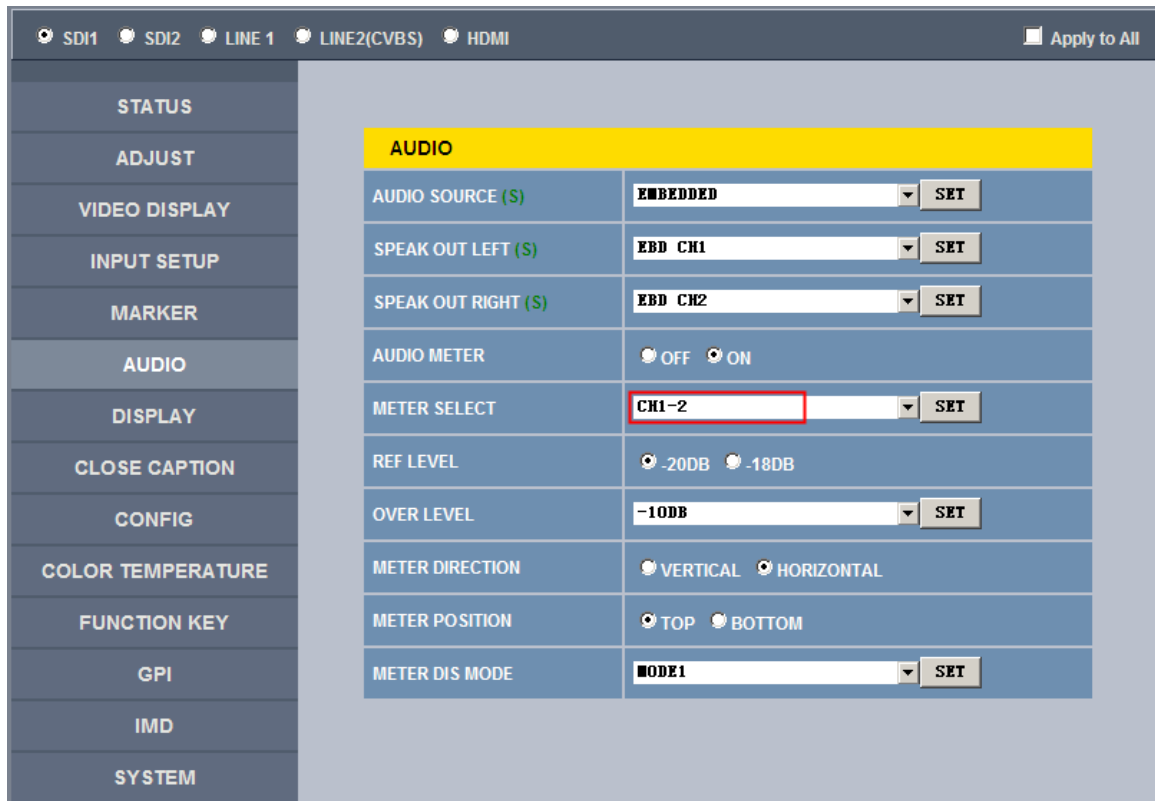 SDI1 SDI2 LINE 1 LINE2(CVBS) HDMI Apply to All
STATUS
ADJUST
VIDEO DISPLAY
INPUT SETUP
MARKER
AUDIO
DISPLAY
CLOSE CAPTION
CONFIG
COLOR TEMPERATURE
FUNCTION KEY
GPI
IMD
SYSTEM
AUDIO
AUDIO SOURCE (S) EMBEDDED SET
SPEAK OUT LEFT (S) EBD CH1 SET
SPEAK OUT RIGHT (S) EBD CH2 SET
AUDIO METER OFF ON
METER SELECT CH1-2 SET
REF LEVEL -20DB -18DB
OVER LEVEL -10DB SET
METER DIRECTION VERTICAL HORIZONTAL
METER POSITION TOP BOTTOM
METER DIS MODE MODE1 SET